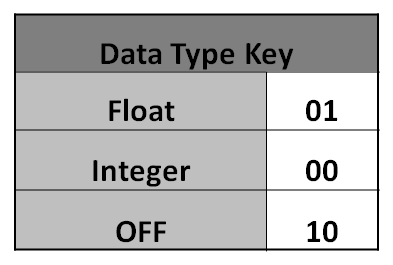 Data Type Key
Float 01
Integer 00
OFF 10